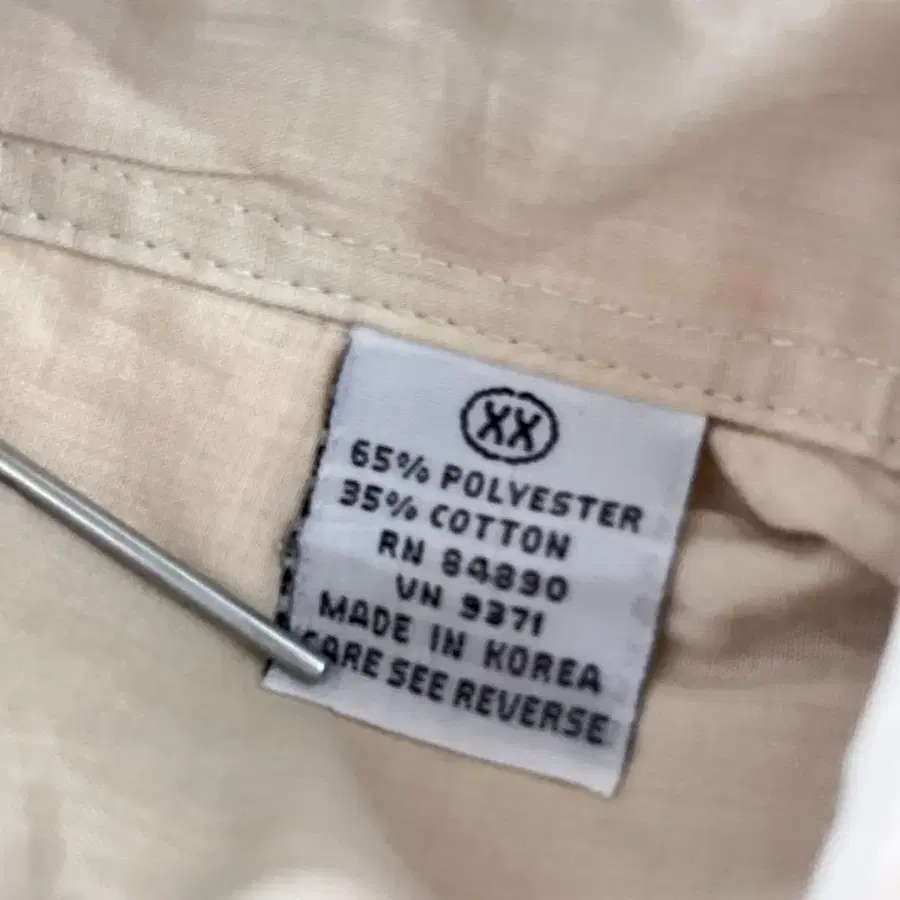 XX
65% POLYESTER
35% COTTON
RN 84890
VN 9371
MADE IN KOREA
CARE SEE REVERSE